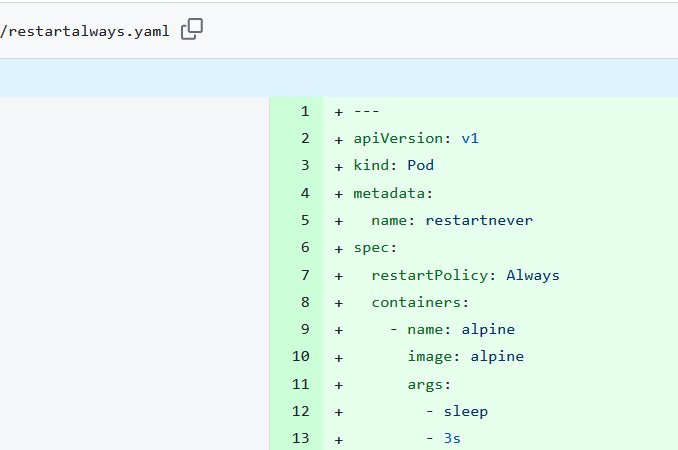 /restartalways.yaml
1 + ---
2 + apiVersion: v1
3 + kind: Pod
4 + metadata:
5 +   name: restartnever
6 + spec:
7 +   restartPolicy: Always
8 +   containers:
9 +     - name: alpine
10 +       image: alpine
11 +       args:
12 +         - sleep
13 +         - 3s